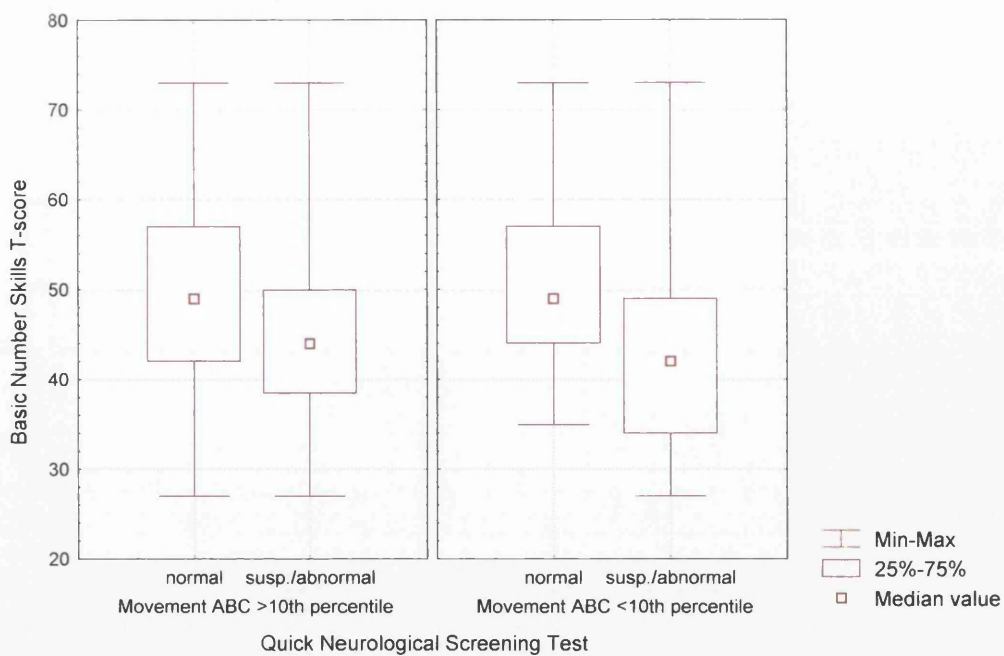 80
70
60
50
40
30
20
Basic Number Skills T-score
normal susp./abnormal normal susp./abnormal
Movement ABC >10th percentile Movement ABC <10th percentile
Quick Neurological Screening Test
Min-Max
25%-75%
Median value